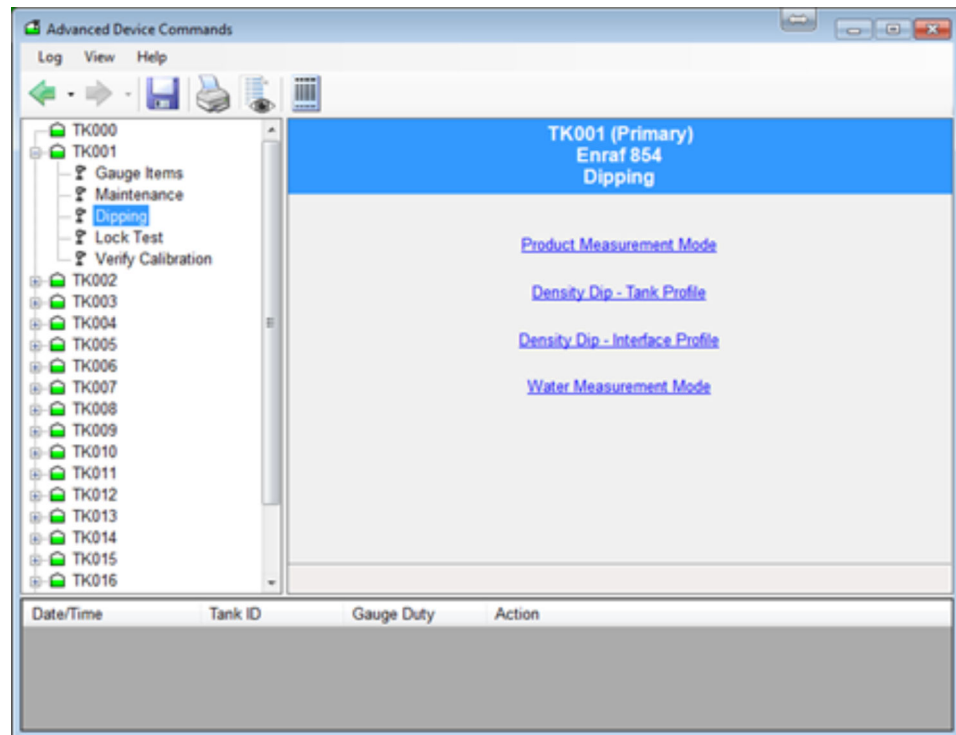 Advanced Device Commands
Log View Help
TK000
TK001
Gauge Items
Maintenance
Dipping
Lock Test
Verify Calibration
TK002
TK003
TK004
TK005
TK006
TK007
TK008
TK009
TK010
TK011
TK012
TK013
TK014
TK015
TK016
TK001 (Primary)
Enraf 854
Dipping
Product Measurement Mode
Density Dip - Tank Profile
Density Dip - Interface Profile
Water Measurement Mode
Date/Time Tank ID Gauge Duty Action